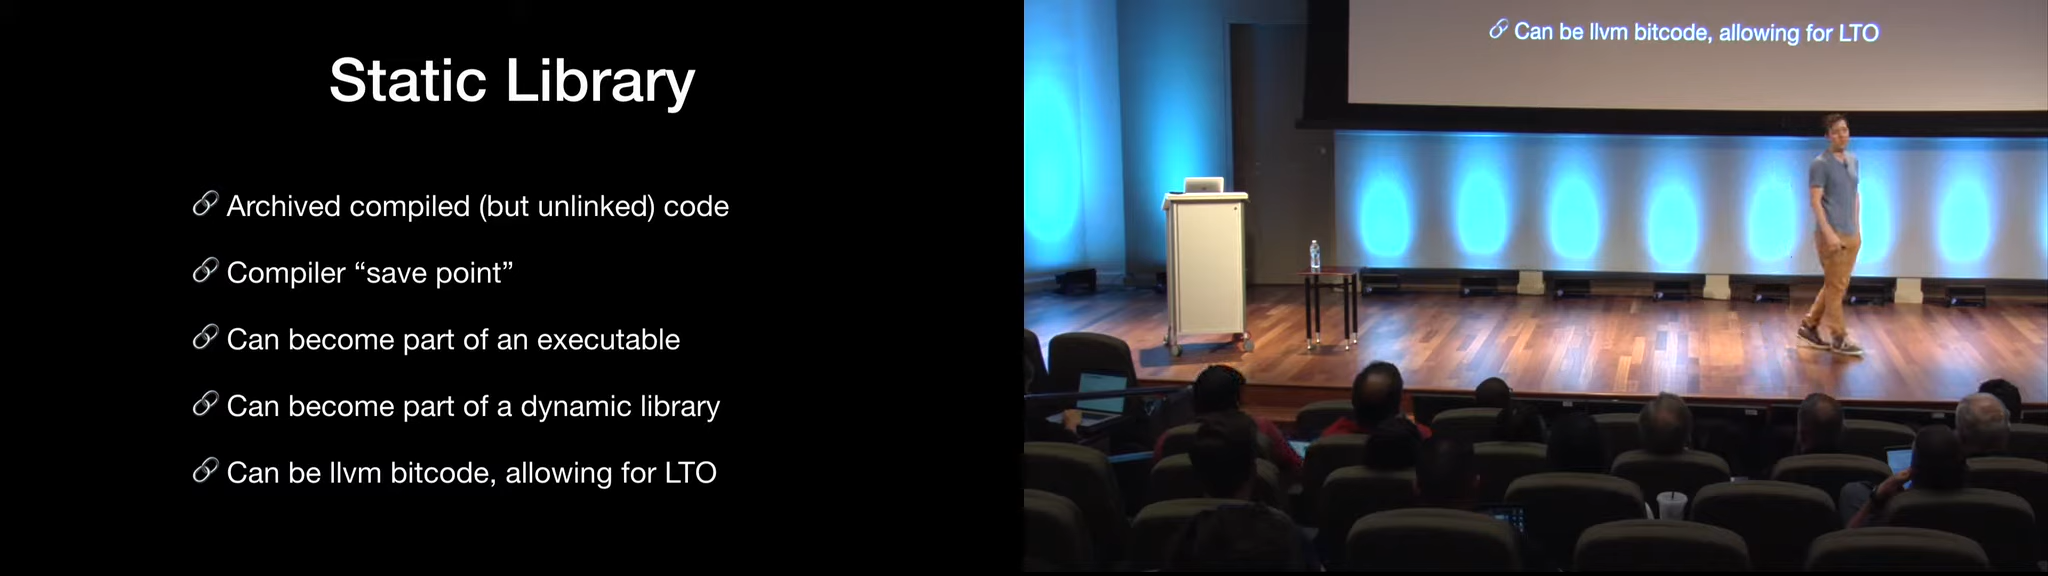 Static Library
Archived compiled (but unlinked) code
Compiler “save point”
Can become part of an executable
Can become part of a dynamic library
Can be llvm bitcode, allowing for LTO
Can be llvm bitcode, allowing for LTO